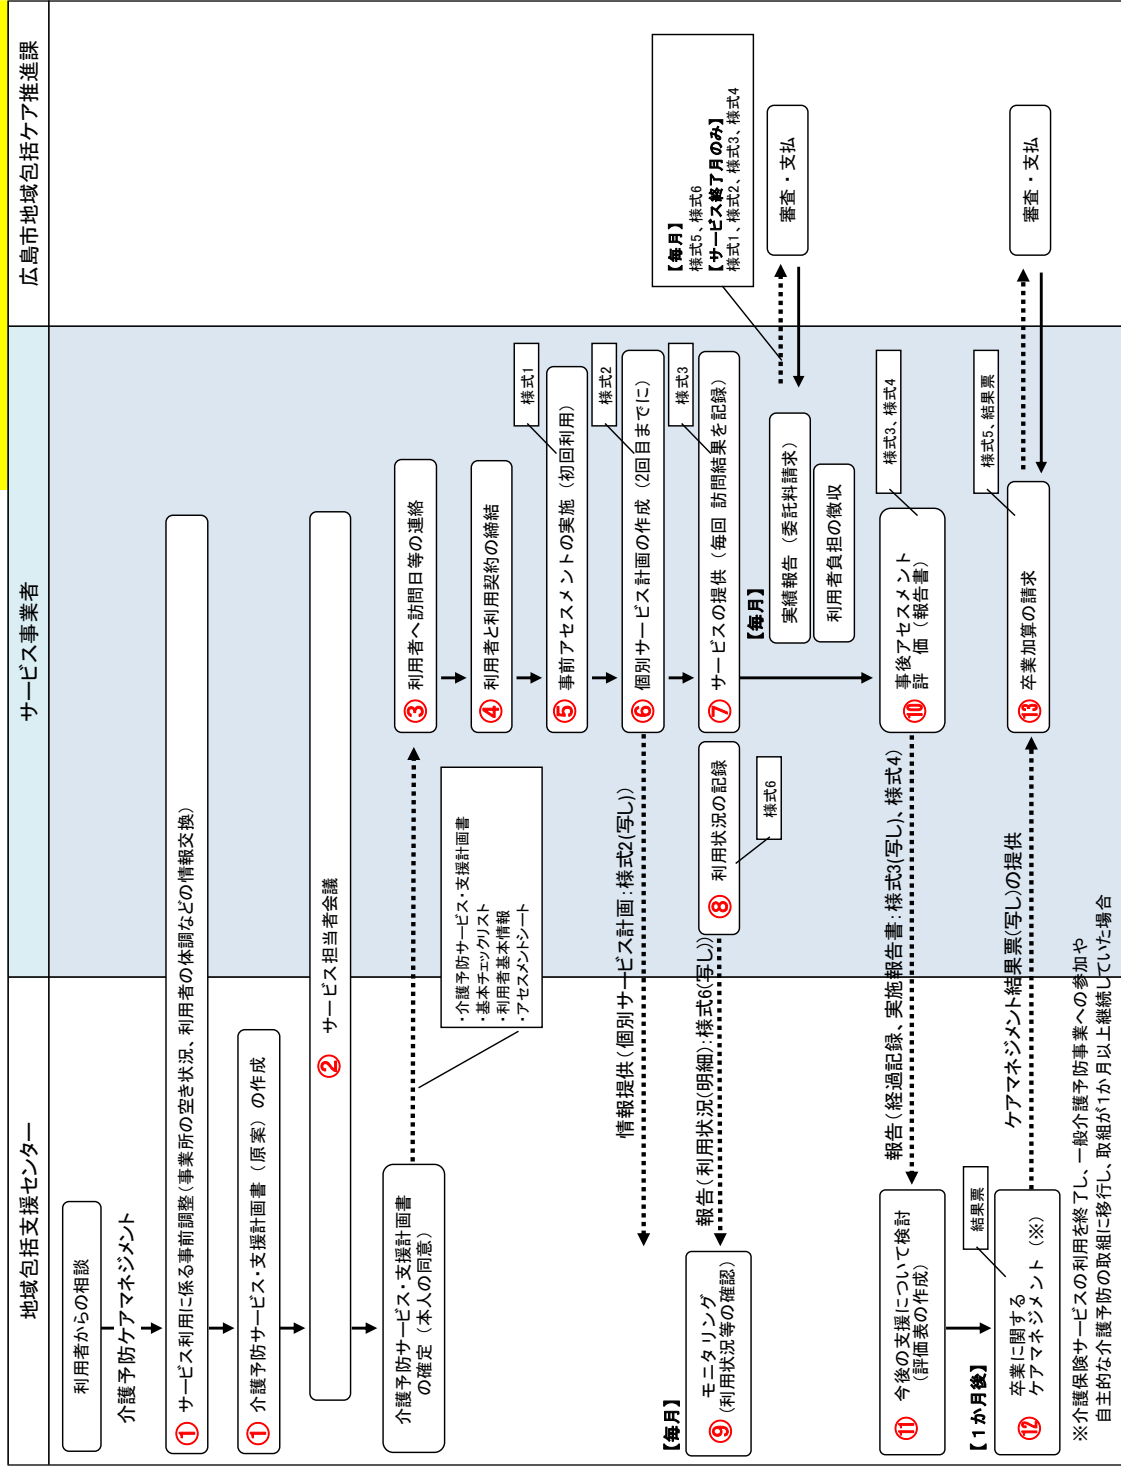 地域包括支援センター
サービス事業者
広島市地域包括ケア推進課
利用者からの相談
介護予防ケアマネジメント
① サービス利用に係る事前調整(事業所の空き状況、利用者の体調などの情報交換)
① 介護予防サービス・支援計画書（原案）の作成
② サービス担当者会議
介護予防サービス・支援計画書
の確定（本人の同意）
・介護予防サービス・支援計画書
・基本チェックリスト
・利用者基本情報
・アセスメントシート
③ 利用者へ訪問日等の連絡
④ 利用者と利用契約の締結
様式1
⑤ 事前アセスメントの実施（初回利用）
様式2
⑥ 個別サービス計画の作成（2回目までに）
情報提供(個別サービス計画:様式2(写し))
様式3
⑦ サービスの提供（毎回 訪問結果を記録）
⑧ 利用状況の記録
様式6
報告(利用状況(明細):様式6(写し))
【毎月】
⑨ モニタリング
(利用状況等の確認)
【毎月】
実績報告（委託料請求）
利用者負担の徴収
【毎月】
様式5、様式6
【サービス終了月のみ】
様式1、様式2、様式3、様式4
審査・支払
様式3、様式4
⑩ 事後アセスメント
評 価（報告書）
報告(経過記録、実施報告書:様式3(写し)、様式4)
⑪ 今後の支援について検討
(評価表の作成)
【1か月後】
結果票
⑫ 卒業に関する
ケアマネジメント（※）
ケアマネジメント結果票(写し)の提供
様式5、結果票
⑬ 卒業加算の請求
審査・支払
※介護保険サービスの利用を終了し、一般介護予防事業への参加や
自主的な介護予防の取組に移行し、取組が1か月以上継続していた場合